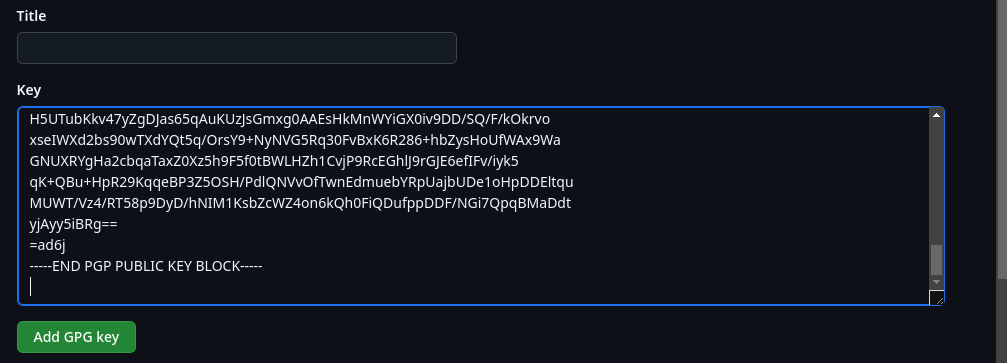 Title
Key
H5UTubKkv47yZgDJas65qAuKUzJsGmxg0AAEsHkMnWYiGX0iv9DD/SQ/F/kOkrvo
xseIWXd2bs90wTXdYQt5q/OrsY9+NyNVG5Rq30FvBxK6R286+hbZysHoUfWAx9Wa
GNUXRYgHa2cbqaTaxZ0Xz5h9F5f0tBWLHZh1CvjP9RcEGhlJ9rGJE6efIFv/iyk5
qK+QBu+HpR29KqqeBP3Z5OSH/PdlQNVvOfTwnEdmuebYRpUajbUDe1oHpDDEltqu
MUWT/Vz4/RT58p9DyD/hNIM1KsbZcWZ4on6kQh0FiQDufppDDF/NGi7QpqBMaDdt
yjAyy5iBRg==
=ad6j
-----END PGP PUBLIC KEY BLOCK-----
Add GPG key